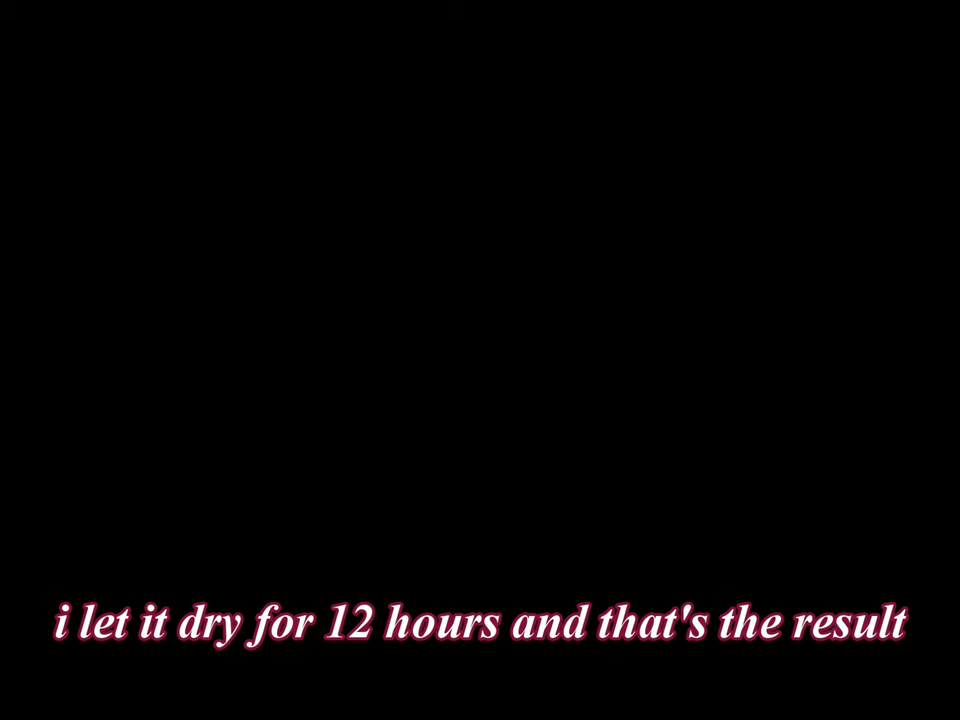 i let it dry for 12 hours and that's the result